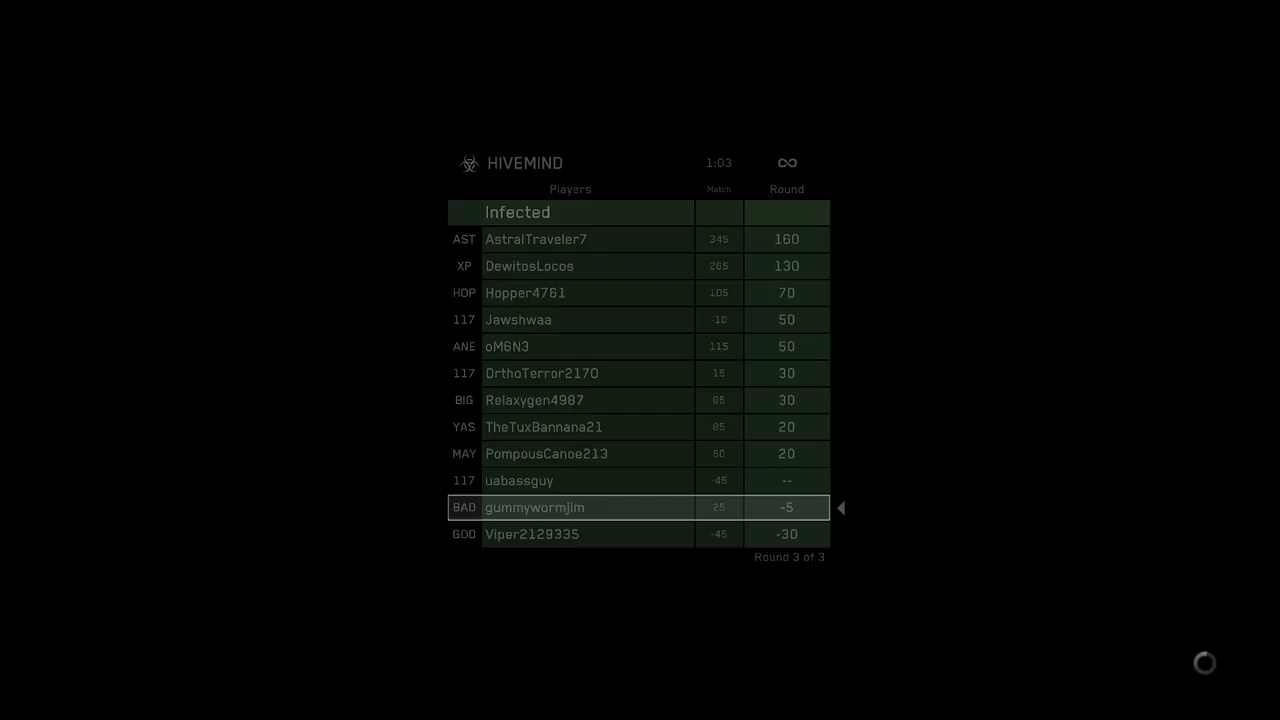 HIVEMIND 1:03 ∞
Players Match Round
Infected
AST AstralTraveler7 345 160
XP DewitosLocos 265 130
HOP Hopper4761 105 70
117 Jawshwaa -10 50
ANE oM6N3 115 50
117 OrthoTerror2170 15 30
BIG Relaxygen4987 85 30
YAS TheTuxBannana21 85 20
MAY PompousCanoe213 50 20
117 uabassguy -45 --
BAD gummywormjim 25 -5
GOD Viper2129335 -45 -30
Round 3 of 3